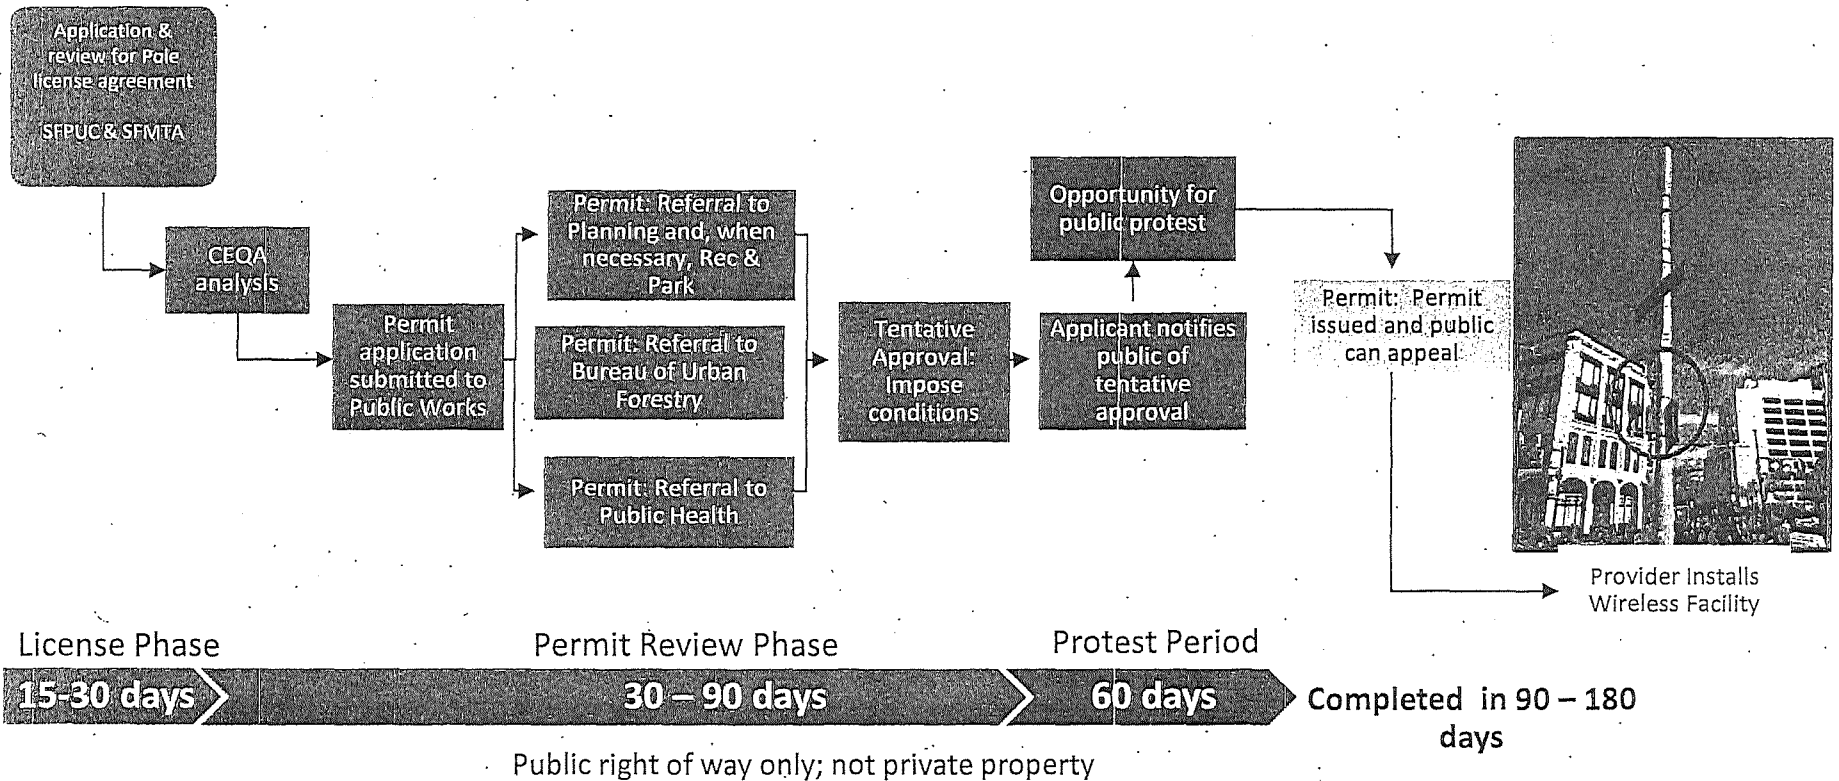 Application &
review for Pole
license agreement
SFPUC & SFMTA
CEQA
analysis
Permit
application
submitted to
Public Works
Permit: Referral to
Planning and, when
necessary, Rec &
Park
Permit: Referral to
Bureau of Urban
Forestry
Permit: Referral to
Public Health
Tentative
Approval:
Impose
conditions
Applicant notifies
public of
tentative
approval
Opportunity for
public protest
Permit: Permit
issued and public
can appeal
Provider Installs
Wireless Facility
License Phase
Permit Review Phase
Protest Period
15-30 days
30 – 90 days
60 days
Completed in 90 – 180
days
Public right of way only; not private property